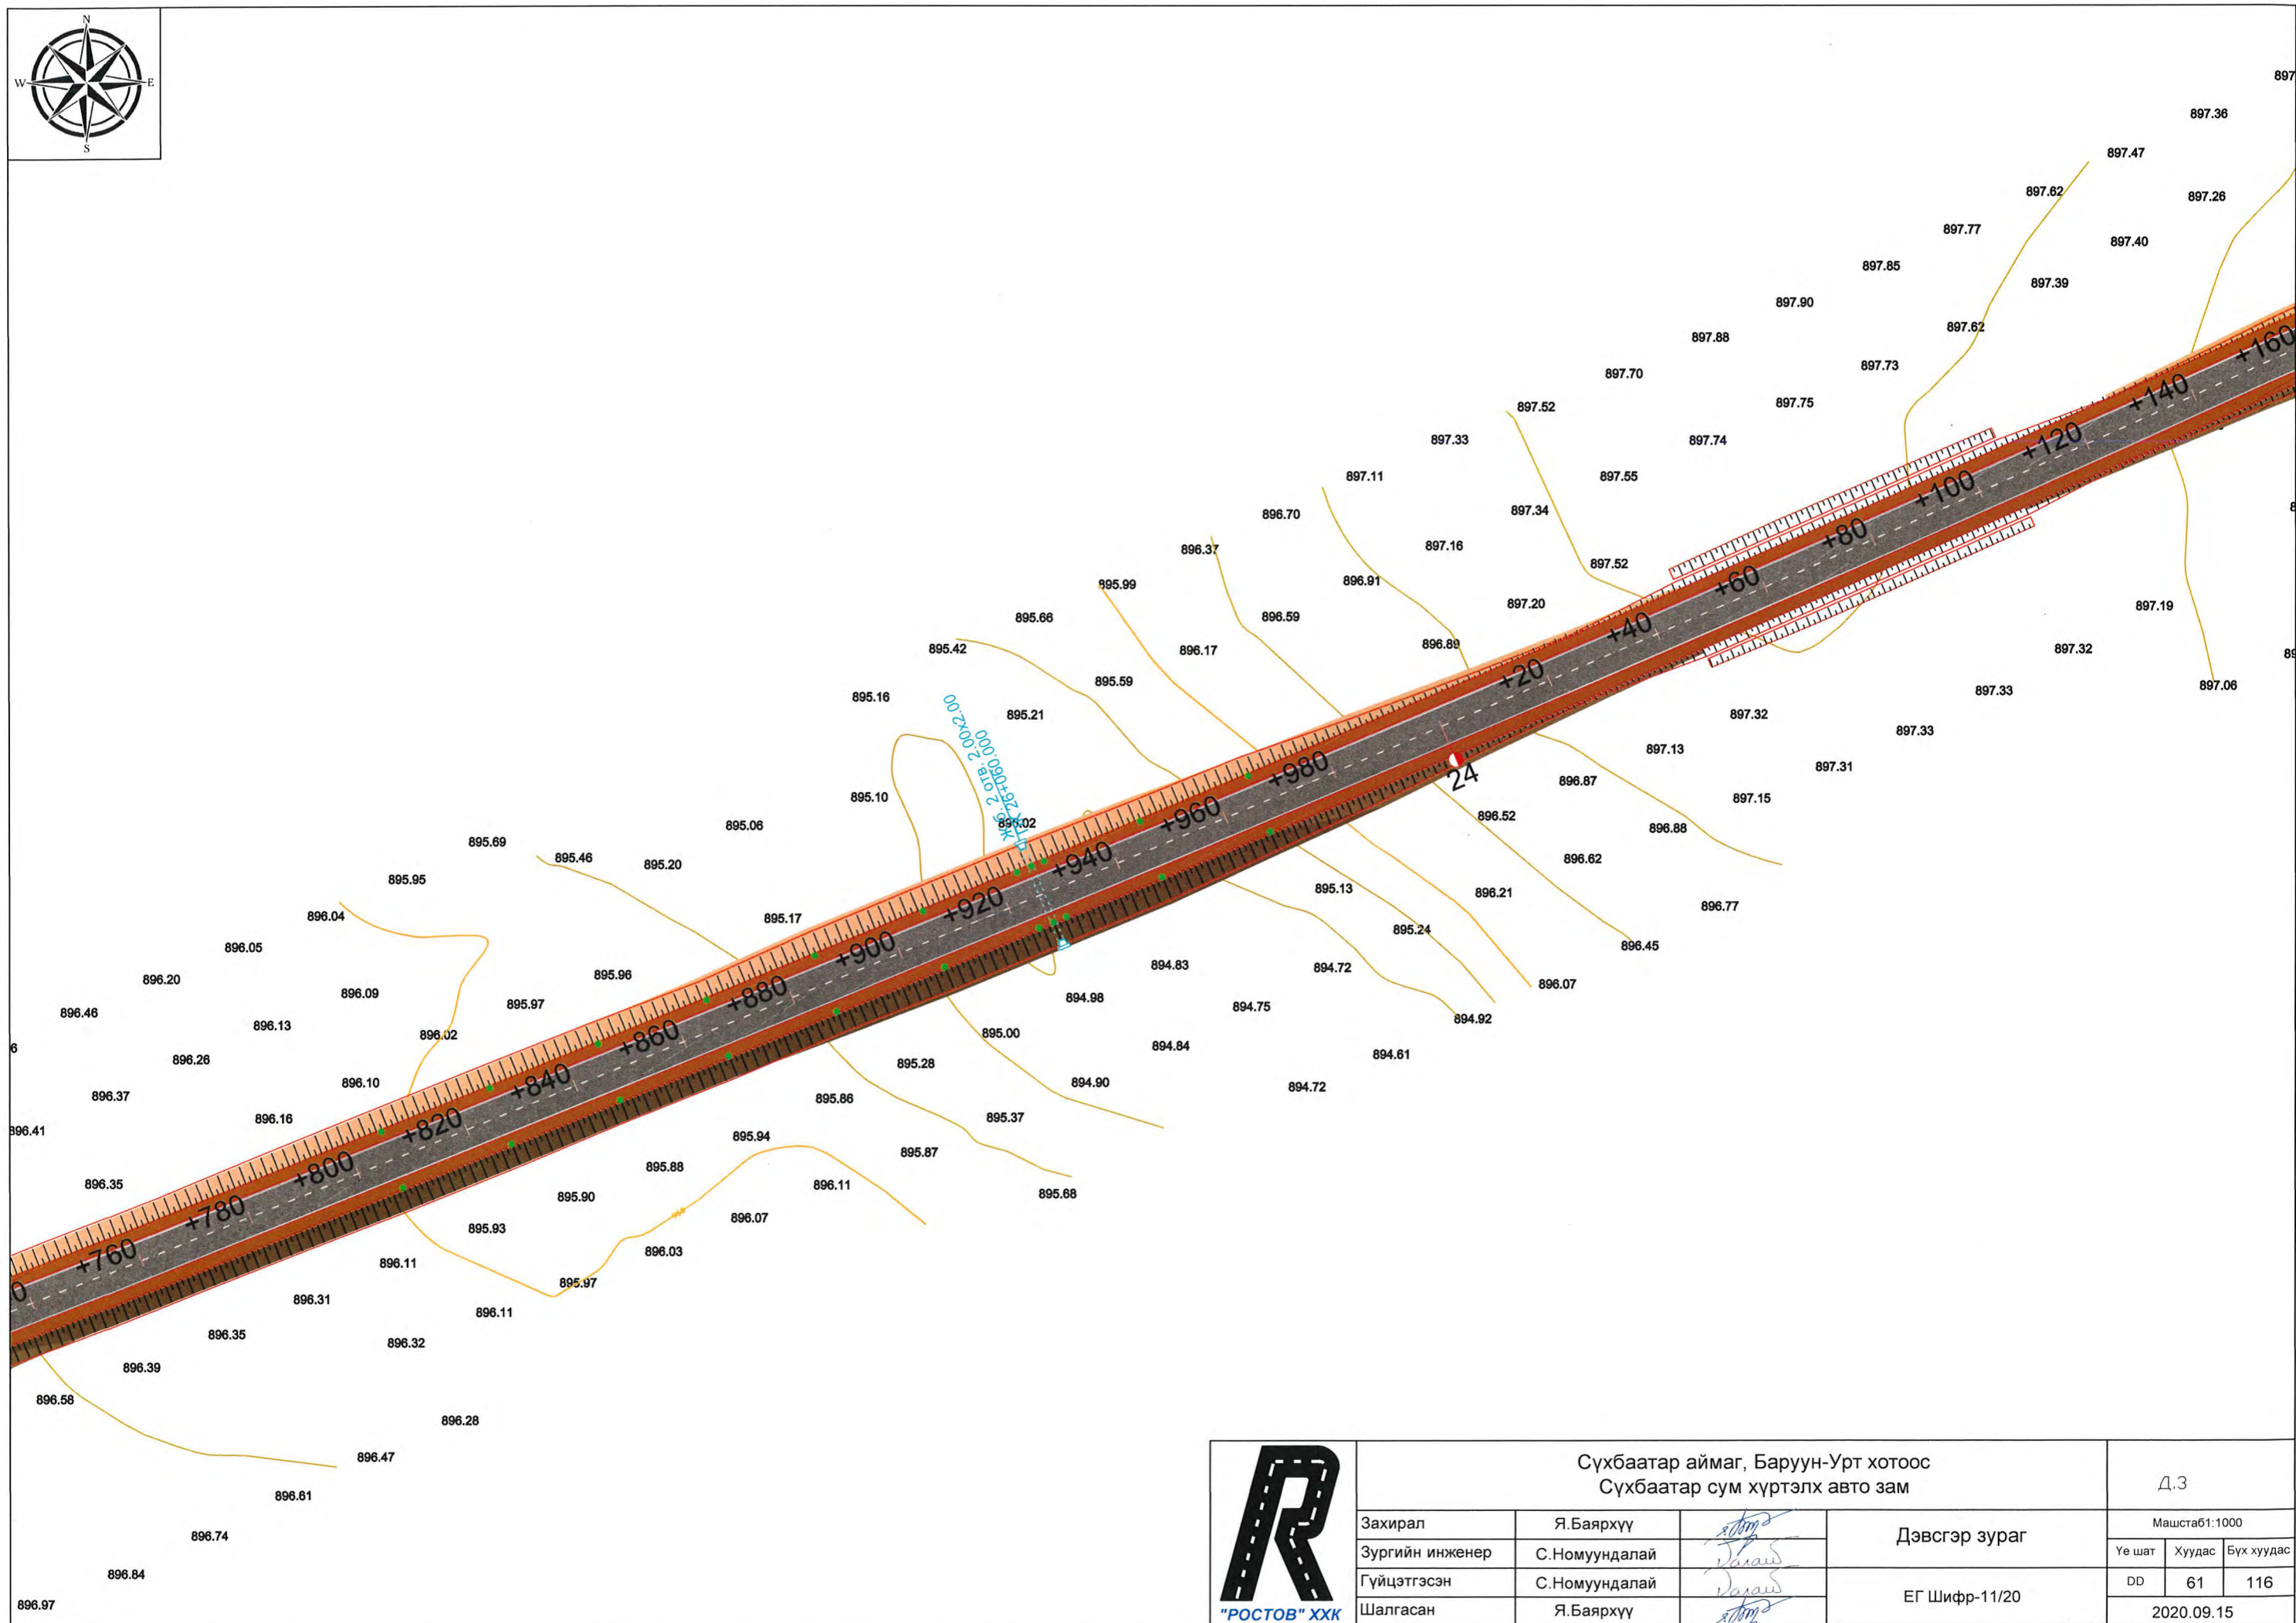 N
W E
S
897
897.36
897.47
897.62 897.26
897.77 897.40
897.85 897.39
897.90 897.62
897.88 897.73
897.70 897.75
897.52 897.74
897.33 897.55
897.11 897.34
896.70 897.16 897.52
896.37 896.91 897.20
895.99 896.59 896.89
895.66 896.17
895.42 895.59
895.16 895.21
895.10 895.02
895.06
895.69 895.46 895.20
895.95 895.17
896.04 895.96
896.05 895.97
896.20 896.09 896.02
896.46 896.13
6 896.26 896.10
896.37 896.16
896.41
896.35
0 +760 +780 +800 +820 +840 +860 +880 +900 +920 +940 +960 +980 24 +20 +40 +60 +80 +100 +120 +140 +160
Жб. 2 отв. 2.00x2.00
ПК 26+060.000
897.19
897.32
897.33 897.06
897.32 897.33
897.13 897.31
896.87 897.15
896.52 896.88
896.62
895.13 896.21 896.77
895.24 896.45
894.83 894.72 896.07
894.98 894.75 894.92
895.00 894.84 894.61
895.28 894.90 894.72
895.86 895.37
895.94 895.87
895.88 896.11 895.68
895.90 896.07
895.93 896.03
896.11 895.97
896.31 896.11
896.35 896.32
896.39
896.58
896.28
896.47
896.61
896.74
896.84
896.97
"РОСТОВ" ХХК
Сүхбаатар аймаг, Баруун-Урт хотоос
Сүхбаатар сум хүртэлх авто зам
Д.З
Захирал Я.Баярхүү
Зургийн инженер С.Номуундалай
Гүйцэтгэсэн С.Номуундалай
Шалгасан Я.Баярхүү
Дэвсгэр зураг
ЕГ Шифр-11/20
Машстаб1:1000
Үе шат Хуудас Бүх хуудас
DD 61 116
2020.09.15